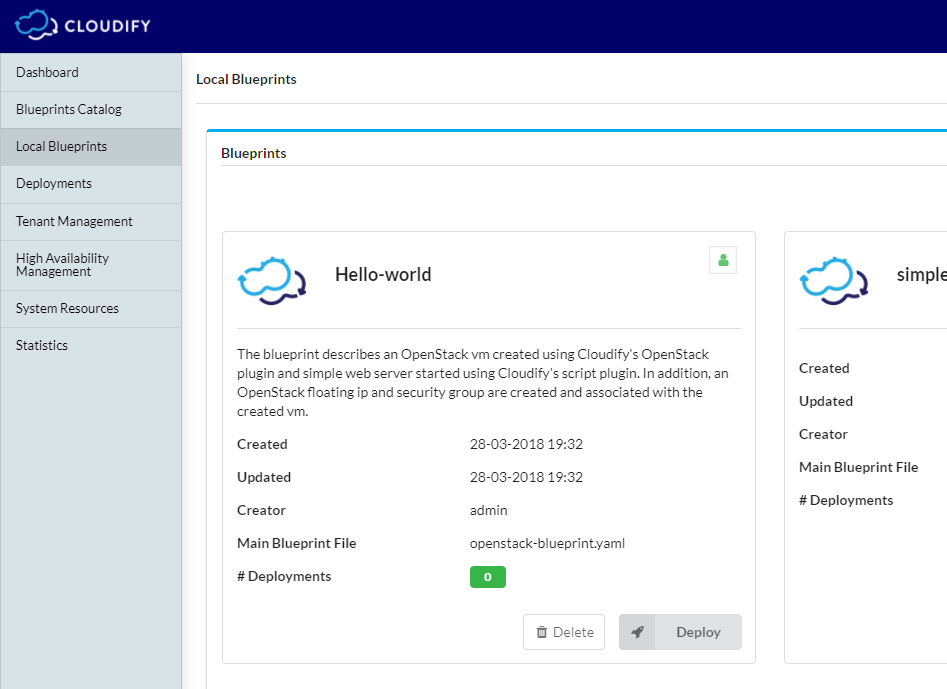 CLOUDIFY
Dashboard
Blueprints Catalog
Local Blueprints
Deployments
Tenant Management
High Availability
Management
System Resources
Statistics
Local Blueprints
Blueprints
Hello-world
The blueprint describes an OpenStack vm created using Cloudify's OpenStack
plugin and simple web server started using Cloudify's script plugin. In addition, an
OpenStack floating ip and security group are created and associated with the
created vm.
Created 28-03-2018 19:32
Updated 28-03-2018 19:32
Creator admin
Main Blueprint File openstack-blueprint.yaml
# Deployments 0
Delete Deploy
simple
Created
Updated
Creator
Main Blueprint File
# Deployments